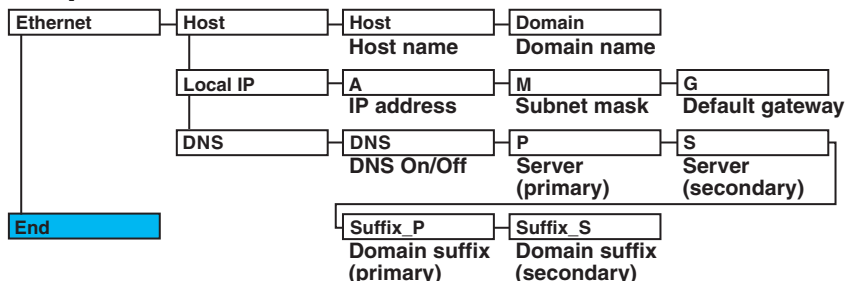 Ethernet Host Host Domain
Host name Domain name
Local IP A M G
IP address Subnet mask Default gateway
DNS DNS P S
DNS On/Off Server Server
(primary) (secondary)
End Suffix_P Suffix_S
Domain suffix Domain suffix
(primary) (secondary)